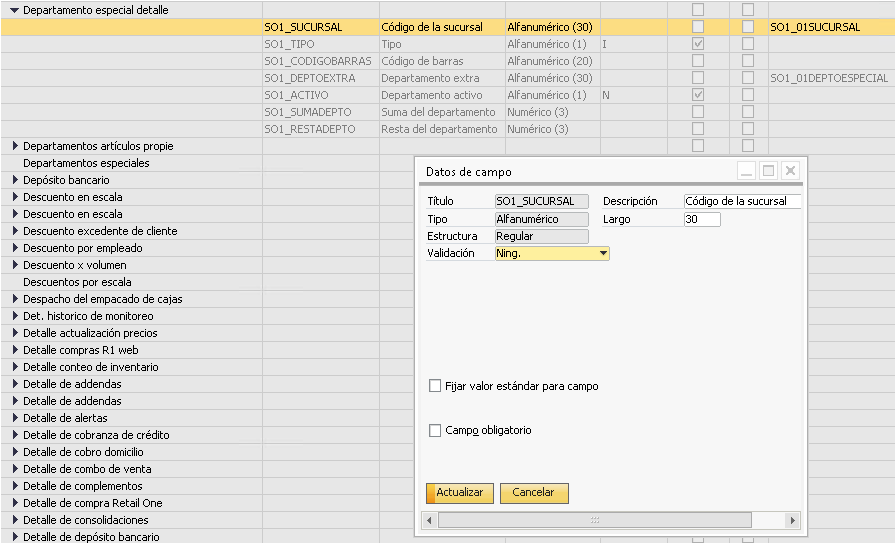 Departamento especial detalle
SO1_SUCURSAL Código de la sucursal Alfanumérico (30) SO1_01SUCURSAL
SO1_TIPO Tipo Alfanumérico (1) I
SO1_CODIGOBARRAS Código de barras Alfanumérico (20)
SO1_DEPTOEXTRA Departamento extra Alfanumérico (30) SO1_01DEPTOESPECIAL
SO1_ACTIVO Departamento activo Alfanumérico (1) N
SO1_SUMADEPTO Suma del departamento Numérico (3)
SO1_RESTADEPTO Resta del departamento Numérico (3)
Departamentos artículos propie
Departamentos especiales
Depósito bancario
Descuento en escala
Descuento en escala
Descuento excedente de cliente
Descuento por empleado
Descuento x volumen
Descuentos por escala
Despacho del empacado de cajas
Det. historico de monitoreo
Detalle actualización precios
Detalle compras R1 web
Detalle conteo de inventario
Detalle de addendas
Detalle de addendas
Detalle de alertas
Detalle de cobranza de crédito
Detalle de cobro domicilio
Detalle de combo de venta
Detalle de complementos
Detalle de compra Retail One
Detalle de consolidaciones
Detalle de depósito bancario
Datos de campo
Título SO1_SUCURSAL Descripción Código de la sucursal
Tipo Alfanumérico Largo 30
Estructura Regular
Validación Ning.
Fijar valor estándar para campo
Campo obligatorio
Actualizar Cancelar